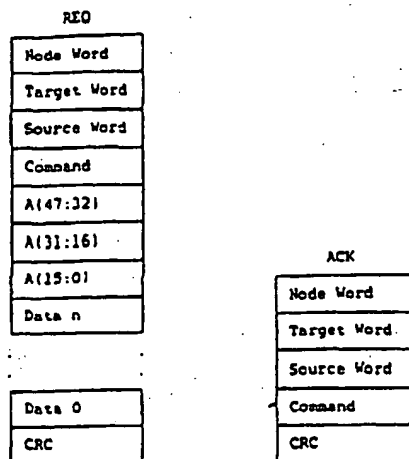 REQ
Node Word
Target Word
Source Word
Command
A(47:32)
A(31:16)
A(15:0)
Data n
Data 0
CRC
ACK
Node Word
Target Word
Source Word
Command
CRC